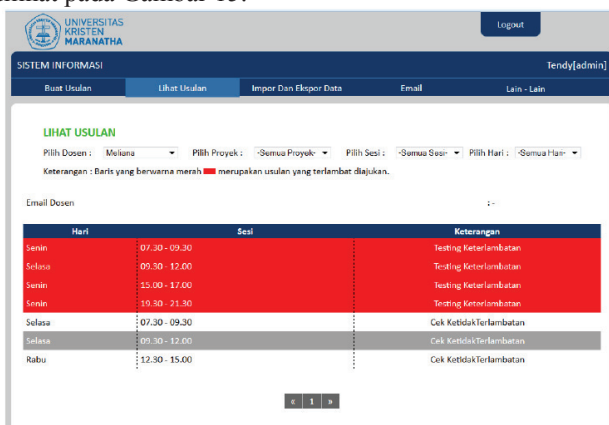 UNIVERSITAS
KRISTEN
MARANATHA
Logout
SISTEM INFORMASI Tendy[admin]
Buat Usulan Lihat Usulan Impor Dan Ekspor Data Email Lain - Lain
LIHAT USULAN
Pilih Dosen : Meliana Pilih Proyek : -Semua Proyek- Pilih Sesi : -Semua Sesi- Pilih Hari : -Semua Hari-
Keterangan : Baris yang berwarna merah merupakan usulan yang terlambat diajukan.
Email Dosen : -
Hari Sesi Keterangan
Senin 07.30 - 09.30 Testing Keterlambatan
Selasa 09.30 - 12.00 Testing Keterlambatan
Senin 15.00 - 17.00 Testing Keterlambatan
Senin 19.30 - 21.30 Testing Keterlambatan
Selasa 07.30 - 09.30 Cek KetidakTerlambatan
Selasa 09.30 - 12.00 Cek KetidakTerlambatan
Rabu 12.30 - 15.00 Cek KetidakTerlambatan
« 1 »